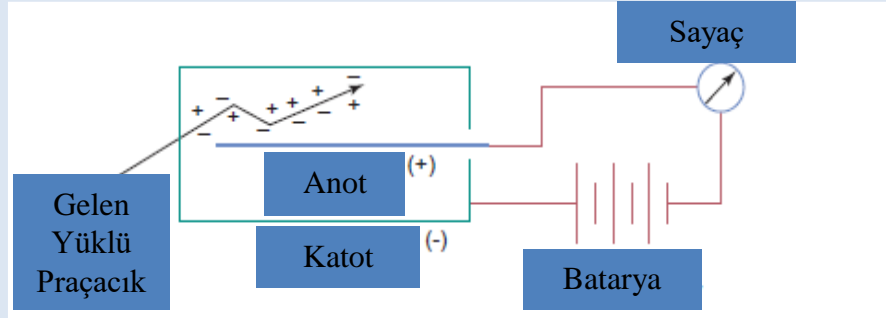 Sayaç
Anot
(+)
Gelen
Yüklü
Praçacık
Katot
(-)
Batarya